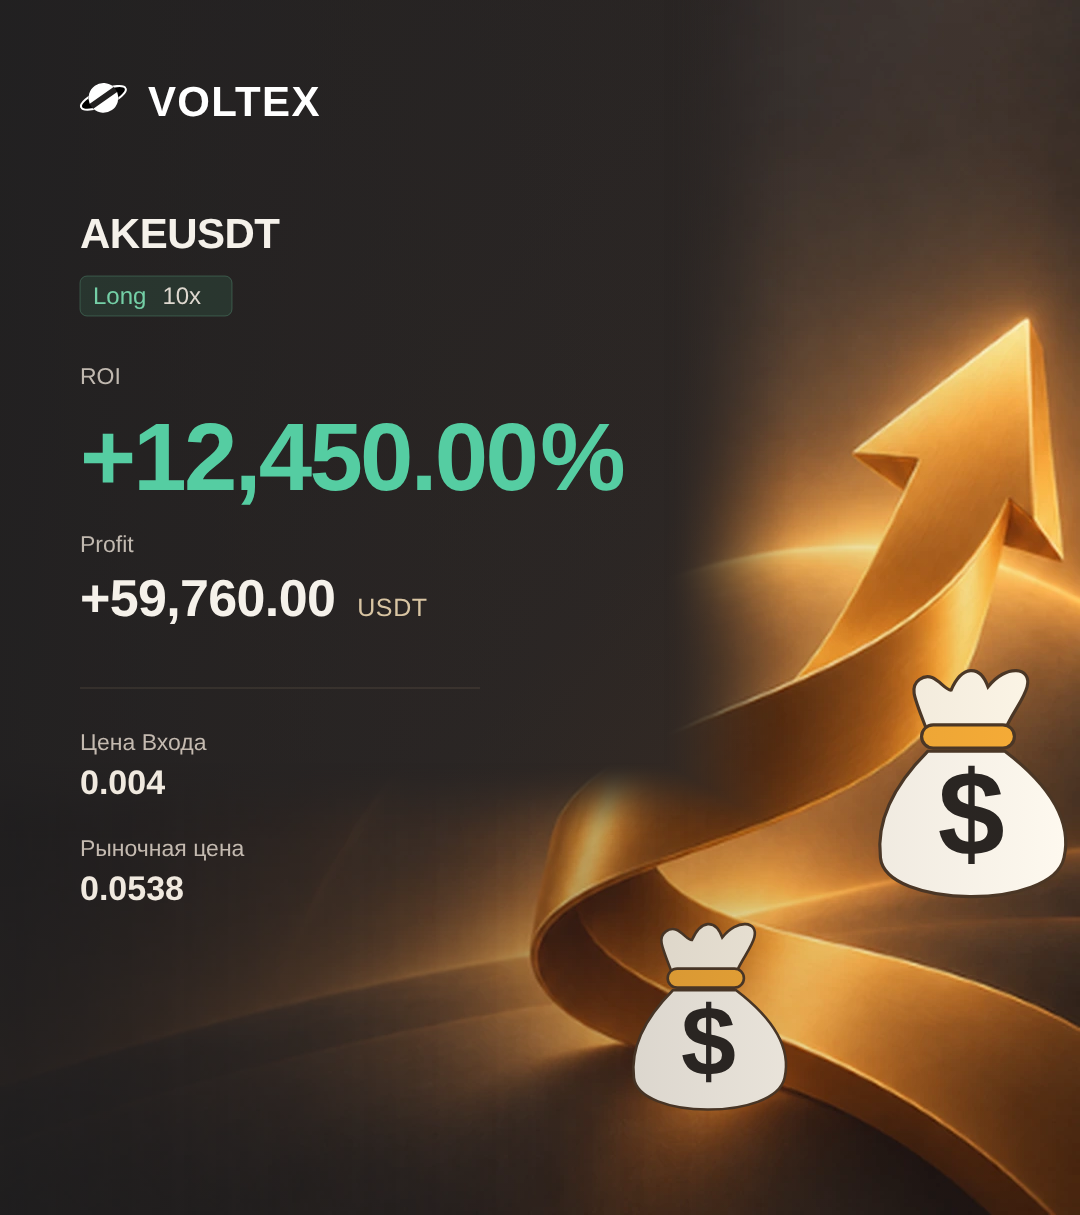 VOLTEX
AKEUSDT
Long 10x
ROI
+12,450.00%
Profit
+59,760.00 USDT
Цена Входа
0.004
Рыночная цена
0.0538
$
$